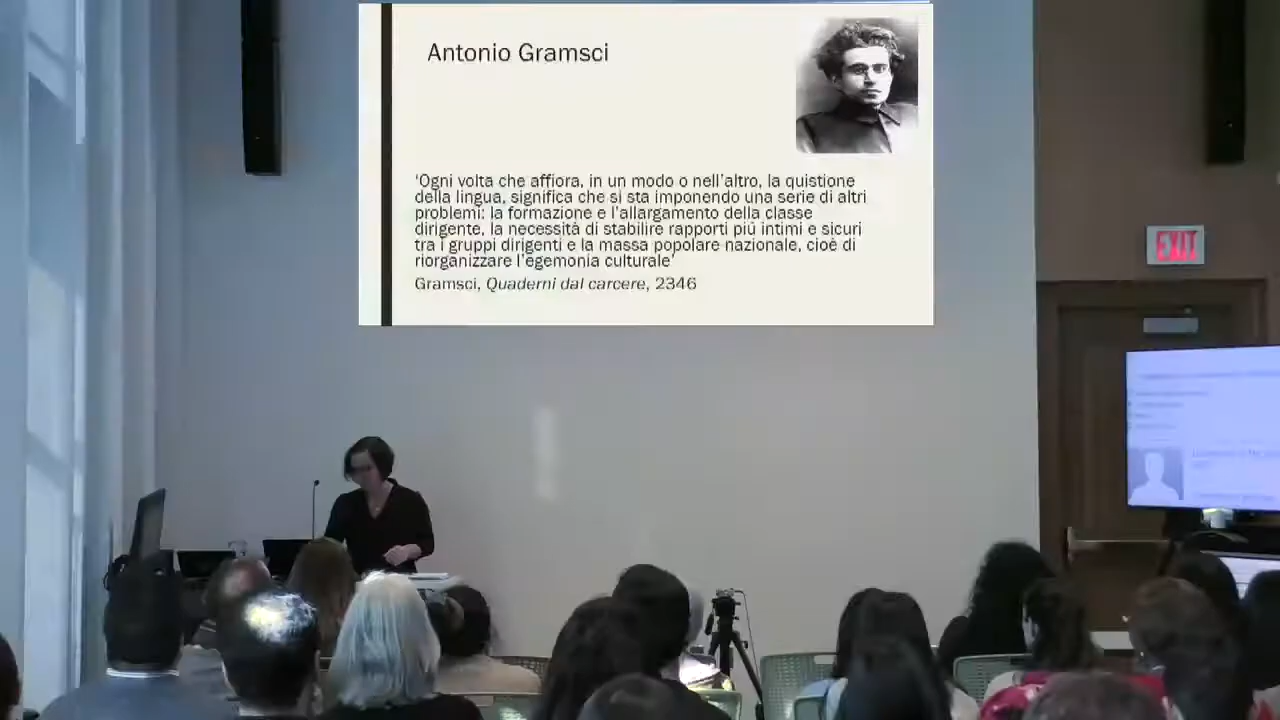 Antonio Gramsci
‘Ogni volta che affiora, in un modo o nell’altro, la quistione
della lingua, significa che si sta imponendo una serie di altri
problemi: la formazione e l’allargamento della classe
dirigente, la necessità di stabilire rapporti più intimi e sicuri
tra i gruppi dirigenti e la massa popolare nazionale, cioè di
riorganizzare l’egemonia culturale’
Gramsci, Quaderni dal carcere, 2346
EXIT